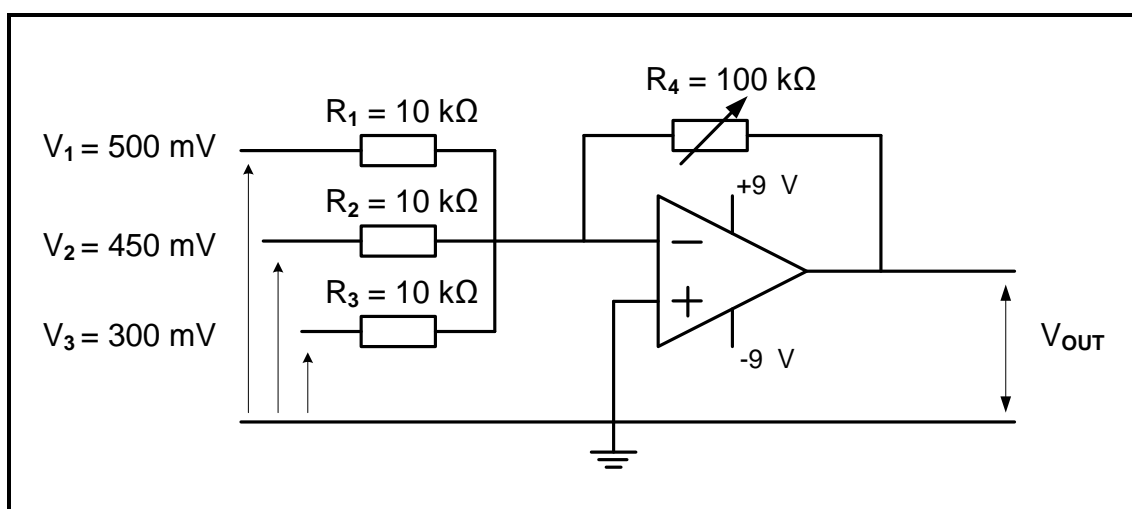 R₄ = 100 kΩ
R₁ = 10 kΩ
V₁ = 500 mV
+9 V
R₂ = 10 kΩ
V₂ = 450 mV
R₃ = 10 kΩ
V₃ = 300 mV
-9 V
V_OUT